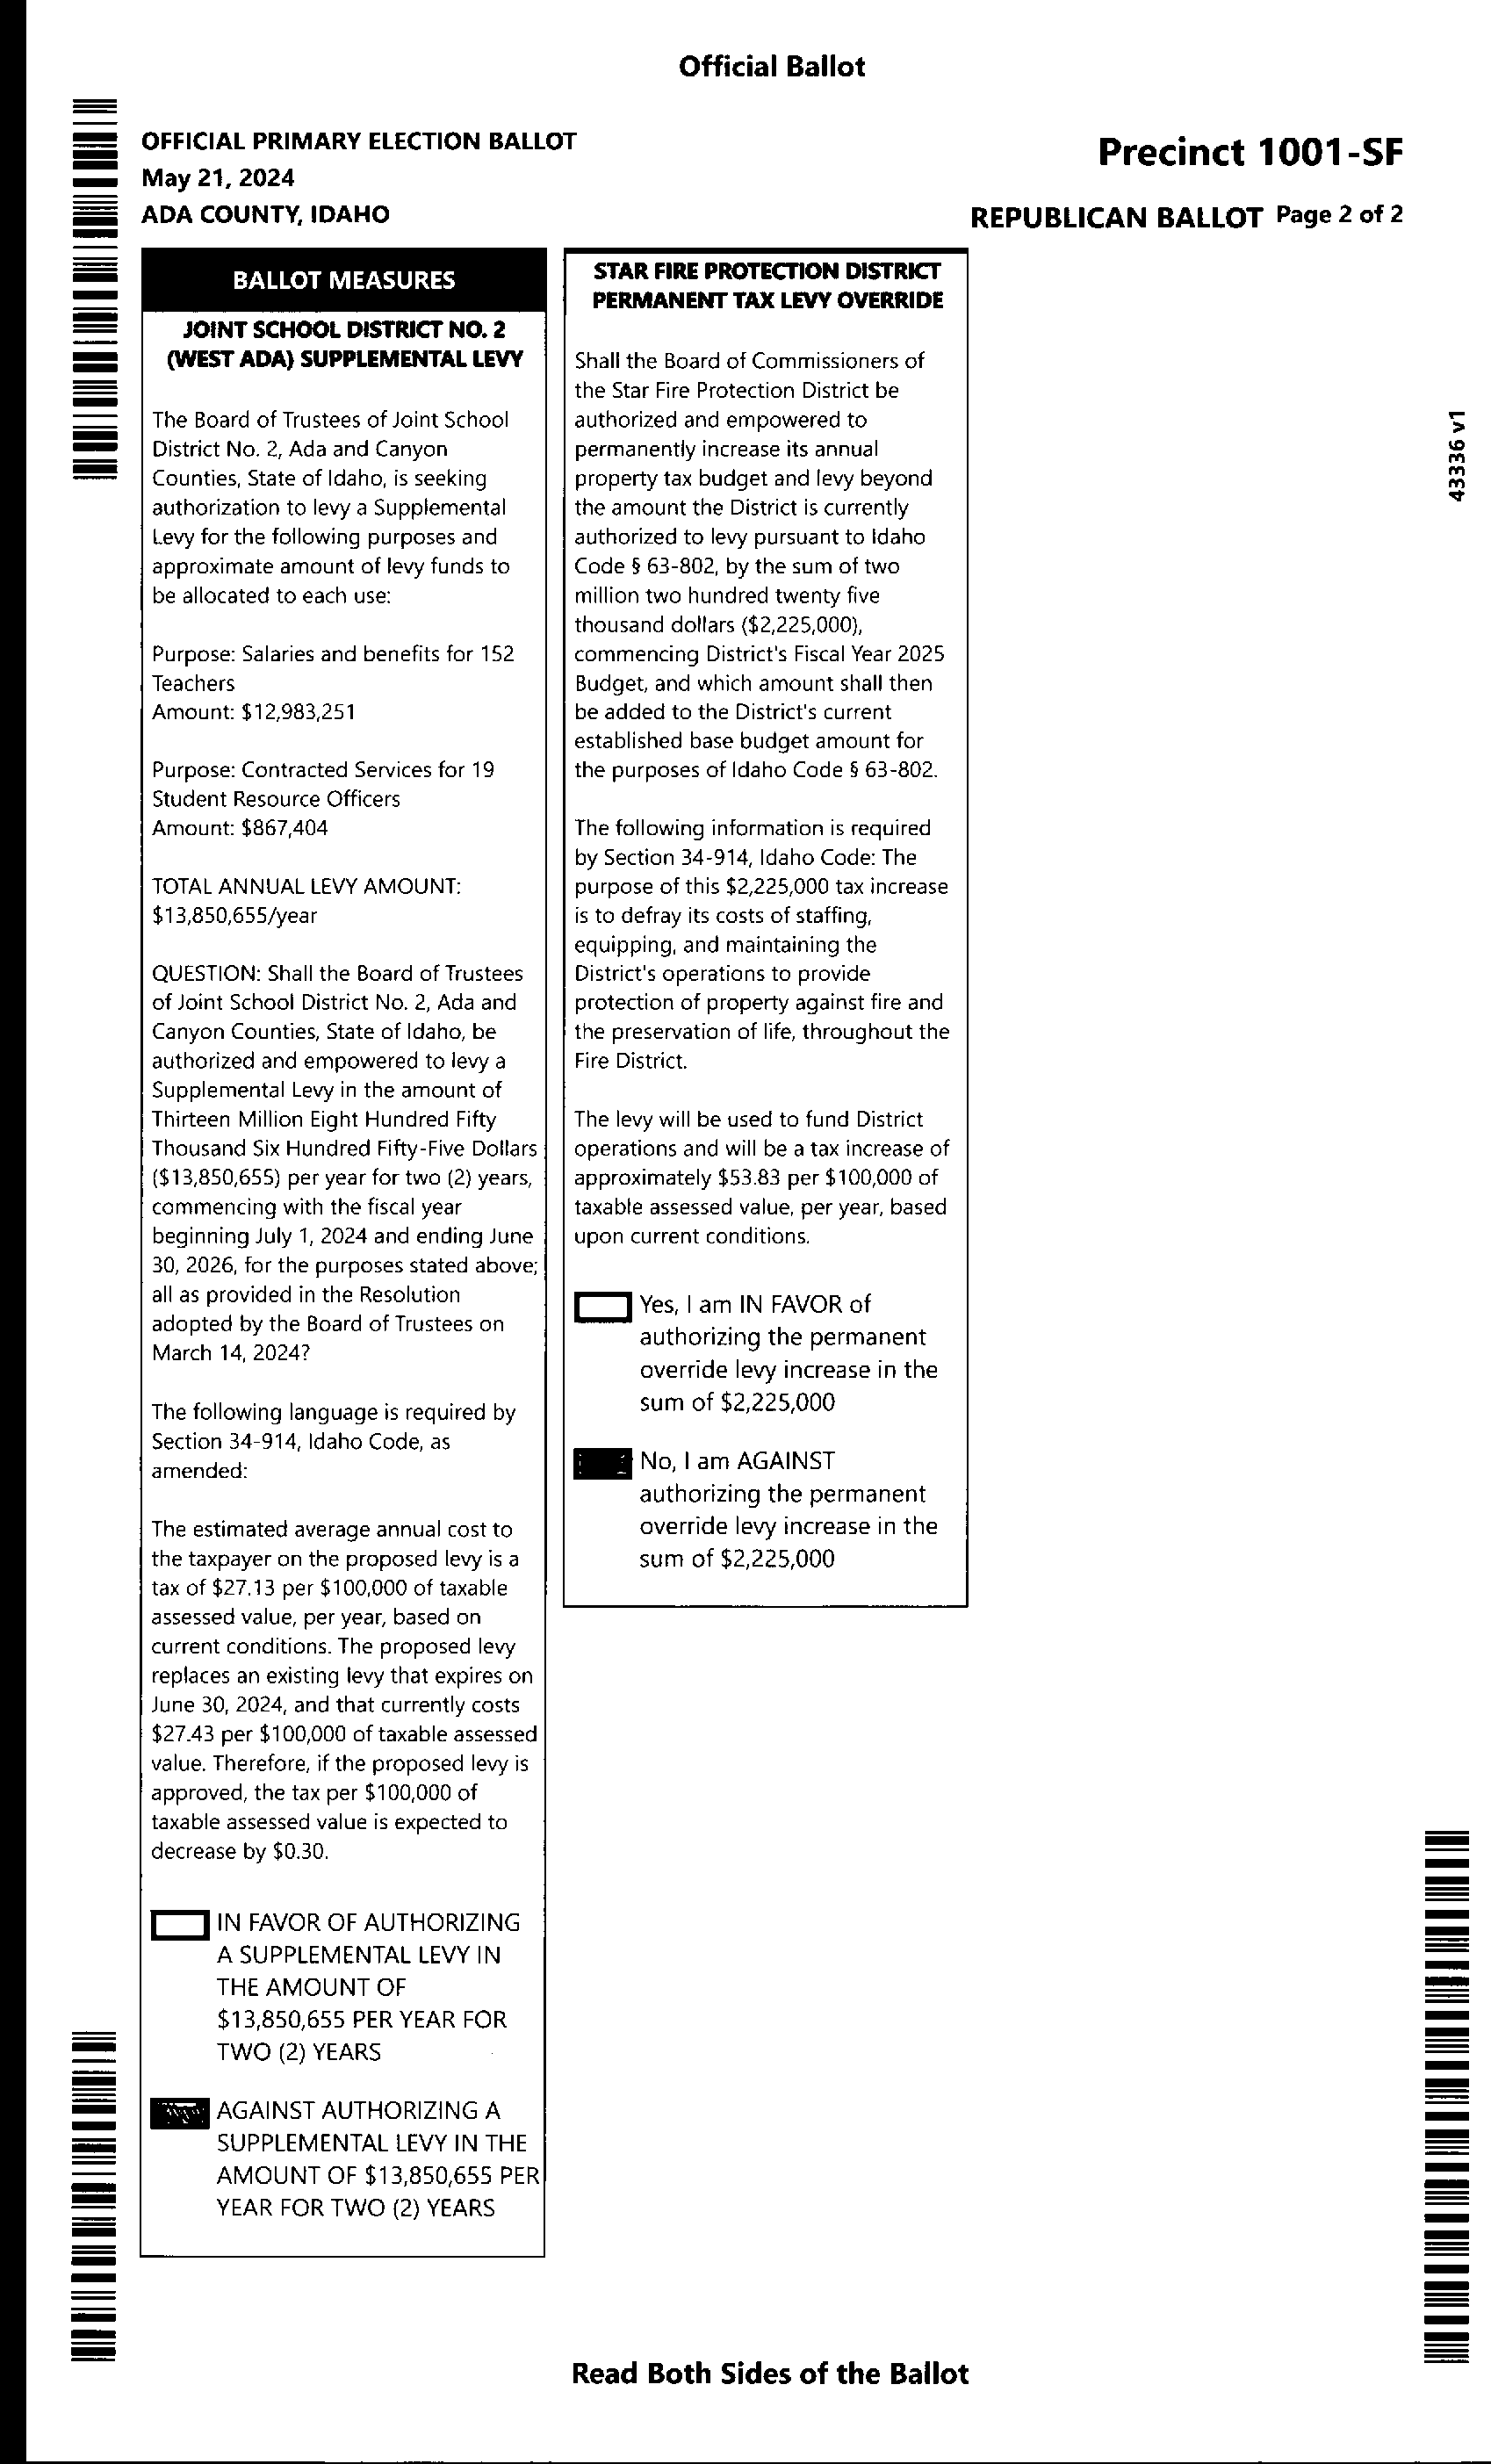 Official Ballot
OFFICIAL PRIMARY ELECTION BALLOT
May 21, 2024
ADA COUNTY, IDAHO
Precinct 1001-SF
REPUBLICAN BALLOT Page 2 of 2
BALLOT MEASURES
JOINT SCHOOL DISTRICT NO. 2
(WEST ADA) SUPPLEMENTAL LEVY
The Board of Trustees of Joint School
District No. 2, Ada and Canyon
Counties, State of Idaho, is seeking
authorization to levy a Supplemental
Levy for the following purposes and
approximate amount of levy funds to
be allocated to each use:
Purpose: Salaries and benefits for 152
Teachers
Amount: $12,983,251
Purpose: Contracted Services for 19
Student Resource Officers
Amount: $867,404
TOTAL ANNUAL LEVY AMOUNT:
$13,850,655/year
QUESTION: Shall the Board of Trustees
of Joint School District No. 2, Ada and
Canyon Counties, State of Idaho, be
authorized and empowered to levy a
Supplemental Levy in the amount of
Thirteen Million Eight Hundred Fifty
Thousand Six Hundred Fifty-Five Dollars
($13,850,655) per year for two (2) years,
commencing with the fiscal year
beginning July 1, 2024 and ending June
30, 2026, for the purposes stated above;
all as provided in the Resolution
adopted by the Board of Trustees on
March 14, 2024?
The following language is required by
Section 34-914, Idaho Code, as
amended:
The estimated average annual cost to
the taxpayer on the proposed levy is a
tax of $27.13 per $100,000 of taxable
assessed value, per year, based on
current conditions. The proposed levy
replaces an existing levy that expires on
June 30, 2024, and that currently costs
$27.43 per $100,000 of taxable assessed
value. Therefore, if the proposed levy is
approved, the tax per $100,000 of
taxable assessed value is expected to
decrease by $0.30.
IN FAVOR OF AUTHORIZING
A SUPPLEMENTAL LEVY IN
THE AMOUNT OF
$13,850,655 PER YEAR FOR
TWO (2) YEARS
AGAINST AUTHORIZING A
SUPPLEMENTAL LEVY IN THE
AMOUNT OF $13,850,655 PER
YEAR FOR TWO (2) YEARS
STAR FIRE PROTECTION DISTRICT
PERMANENT TAX LEVY OVERRIDE
Shall the Board of Commissioners of
the Star Fire Protection District be
authorized and empowered to
permanently increase its annual
property tax budget and levy beyond
the amount the District is currently
authorized to levy pursuant to Idaho
Code § 63-802, by the sum of two
million two hundred twenty five
thousand dollars ($2,225,000),
commencing District's Fiscal Year 2025
Budget, and which amount shall then
be added to the District's current
established base budget amount for
the purposes of Idaho Code § 63-802.
The following information is required
by Section 34-914, Idaho Code: The
purpose of this $2,225,000 tax increase
is to defray its costs of staffing,
equipping, and maintaining the
District's operations to provide
protection of property against fire and
the preservation of life, throughout the
Fire District.
The levy will be used to fund District
operations and will be a tax increase of
approximately $53.83 per $100,000 of
taxable assessed value, per year, based
upon current conditions.
Yes, I am IN FAVOR of
authorizing the permanent
override levy increase in the
sum of $2,225,000
No, I am AGAINST
authorizing the permanent
override levy increase in the
sum of $2,225,000
43336 v1
Read Both Sides of the Ballot